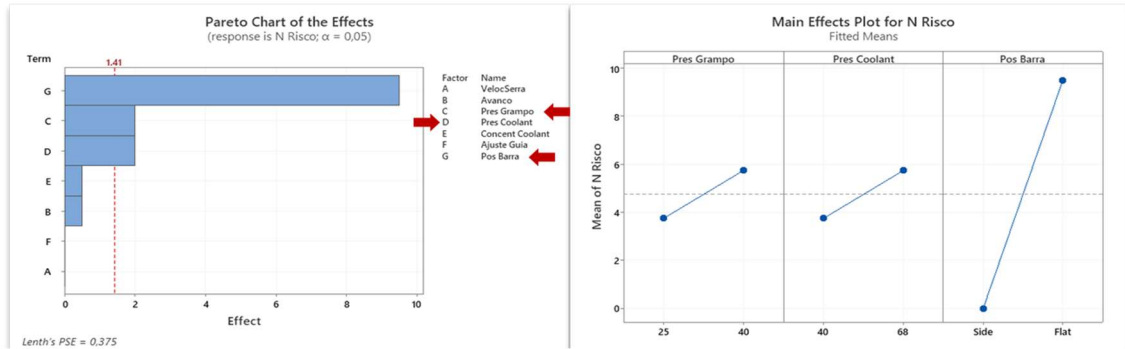 Pareto Chart of the Effects
(response is N Risco; α = 0,05)
Term
1.41
G
C
D
E
B
F
A
0 2 4 6 8 10
Effect
Lenth's PSE = 0,375
Factor Name
A VelocSerra
B Avanco
C Pres Grampo
D Pres Coolant
E Concent Coolant
F Ajuste Guia
G Pos Barra
Main Effects Plot for N Risco
Fitted Means
Pres Grampo Pres Coolant Pos Barra
Mean of N Risco
10
8
6
4
2
0
25 40 40 68 Side Flat